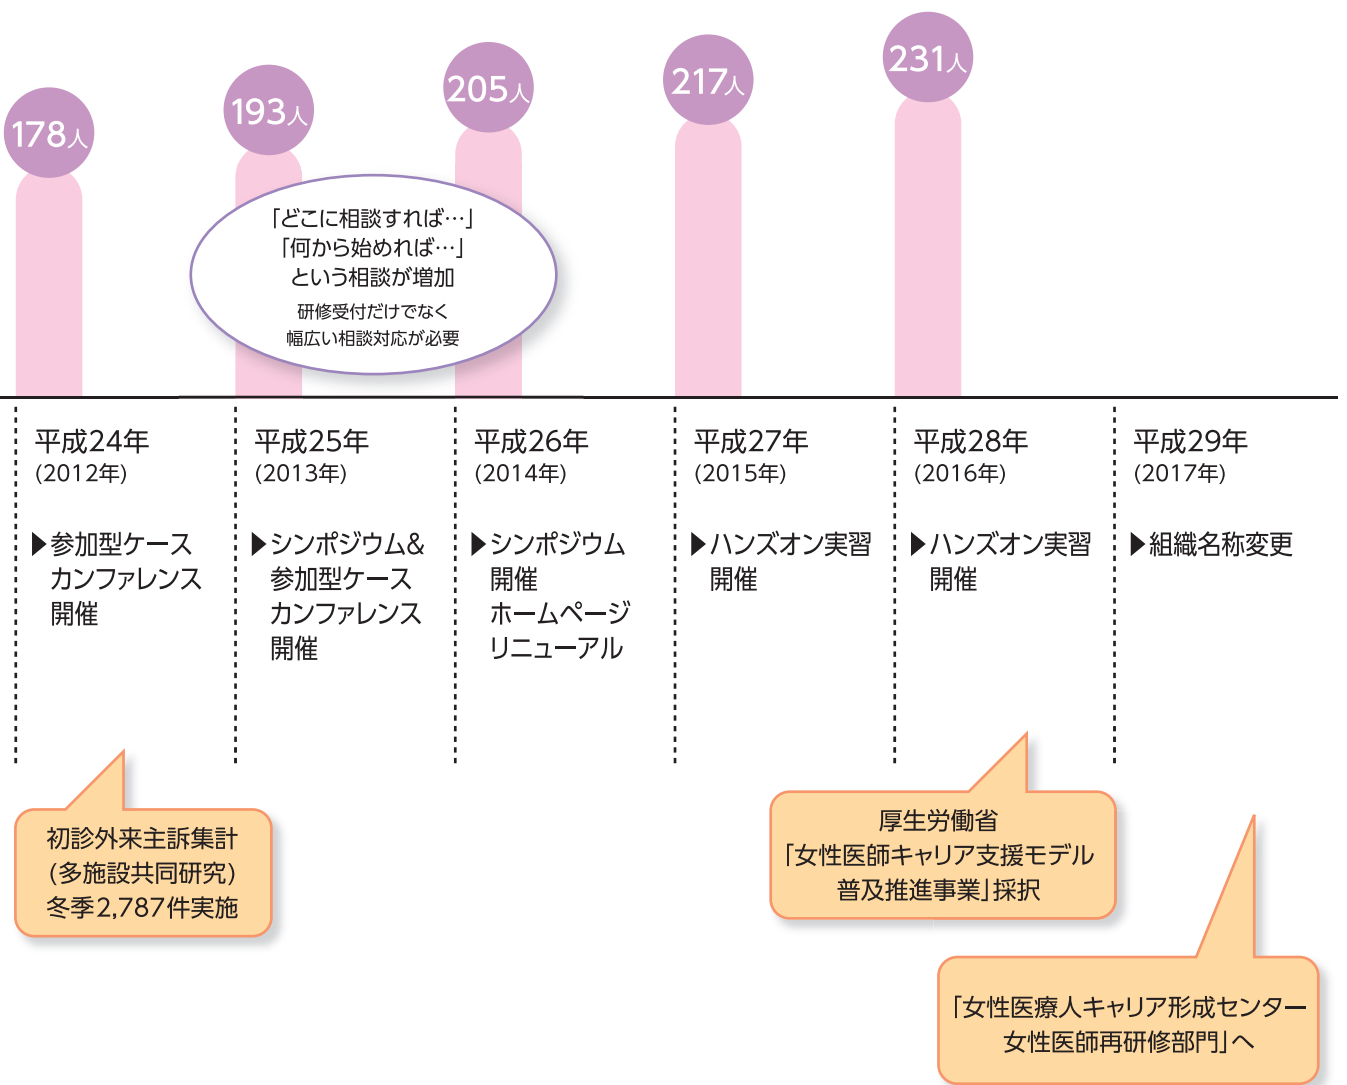 178人
193人
205人
217人
231人
「どこに相談すれば…」
「何から始めれば…」
という相談が増加
研修受付だけでなく
幅広い相談対応が必要
平成24年
(2012年)
▶参加型ケース
カンファレンス
開催
平成25年
(2013年)
▶シンポジウム&
参加型ケース
カンファレンス
開催
平成26年
(2014年)
▶シンポジウム
開催
ホームページ
リニューアル
平成27年
(2015年)
▶ハンズオン実習
開催
平成28年
(2016年)
▶ハンズオン実習
開催
平成29年
(2017年)
▶組織名称変更
初診外来主訴集計
(多施設共同研究)
冬季2,787件実施
厚生労働省
「女性医師キャリア支援モデル
普及推進事業」採択
「女性医療人キャリア形成センター
女性医師再研修部門」へ